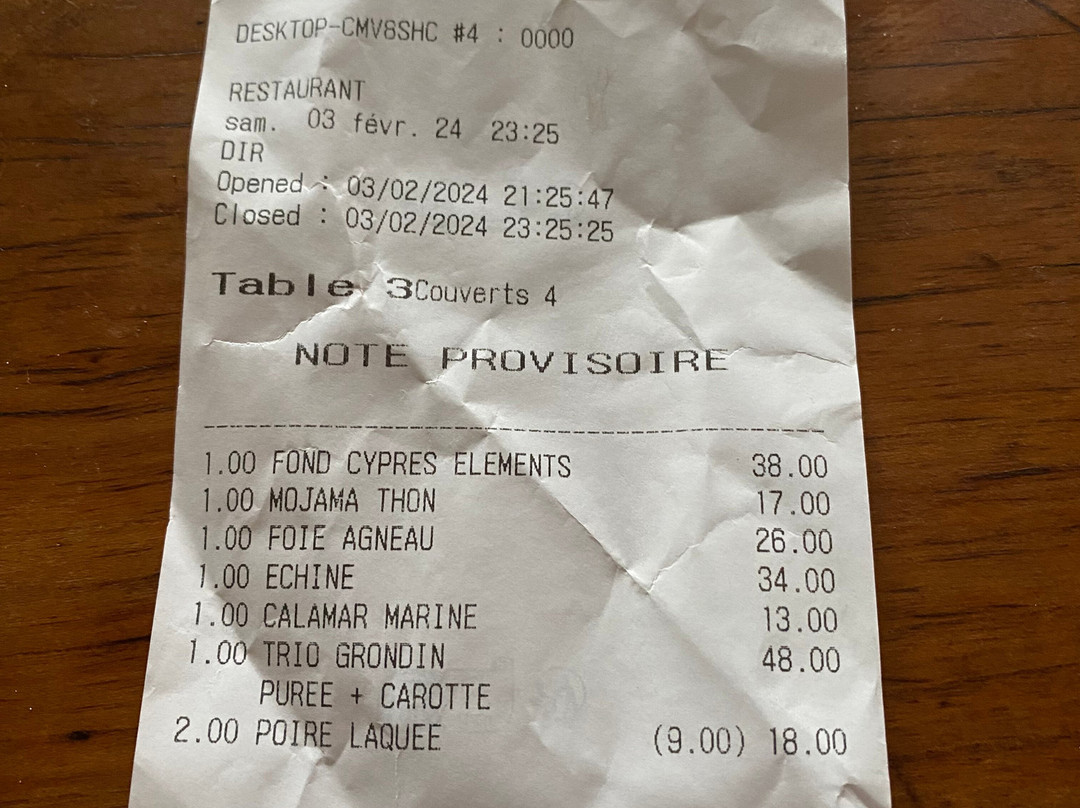 DESKTOP-CMV8SHC #4 : 0000
RESTAURANT
sam. 03 févr. 24 23:25
DIR
Opened : 03/02/2024 21:25:47
Closed : 03/02/2024 23:25:25
Table 3Couverts 4
NOTE PROVISOIRE
1.00 FOND CYPRES ELEMENTS 38.00
1.00 MOJAMA THON 17.00
1.00 FOIE AGNEAU 26.00
1.00 ECHINE 34.00
1.00 CALAMAR MARINE 13.00
1.00 TRIO GRONDIN 48.00
PUREE + CAROTTE
2.00 POIRE LAQUEE (9.00) 18.00